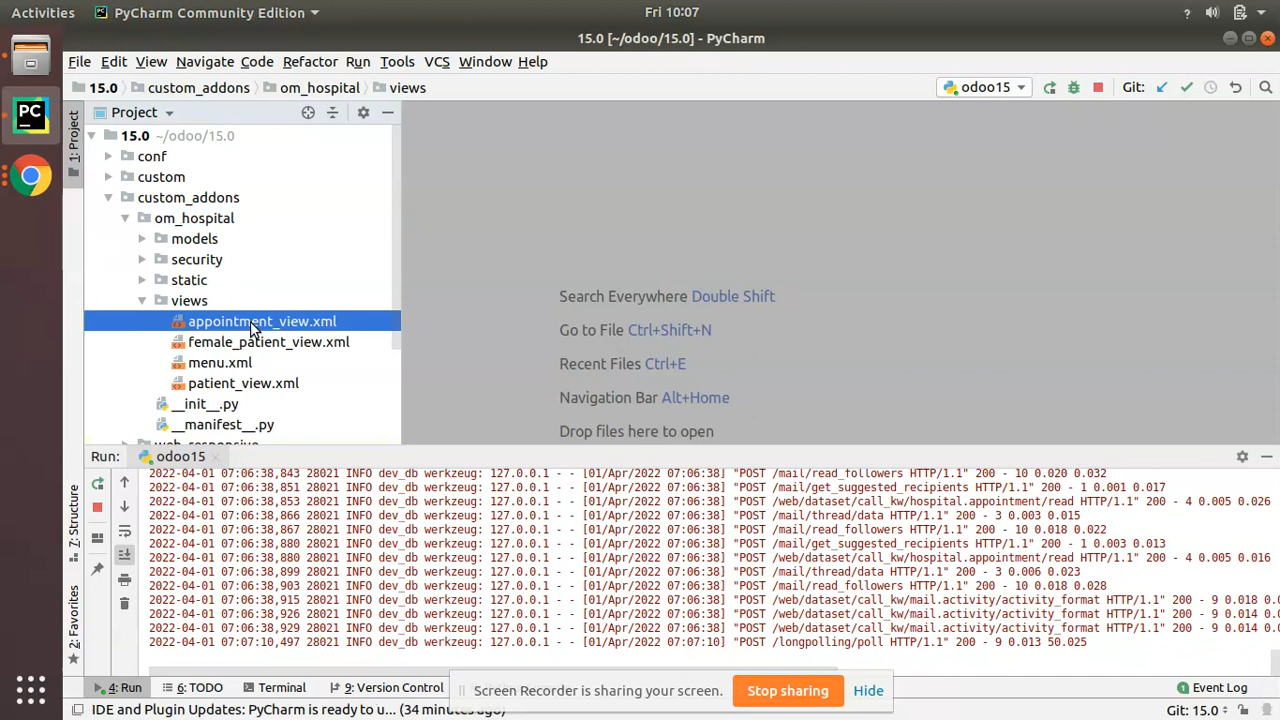 Activities PyCharm Community Edition Fri 10:07
15.0 [~/odoo/15.0] - PyCharm
File Edit View Navigate Code Refactor Run Tools VCS Window Help
15.0 custom_addons om_hospital views odoo15 Git:
Project
1: Project
15.0 ~/odoo/15.0
conf
custom
custom_addons
om_hospital
models
security
static
views
appointment_view.xml
female_patient_view.xml
menu.xml
patient_view.xml
__init__.py
__manifest__.py
web_responsive
Search Everywhere Double Shift
Go to File Ctrl+Shift+N
Recent Files Ctrl+E
Navigation Bar Alt+Home
Drop files here to open
Run: odoo15
7: Structure
2: Favorites
2022-04-01 07:06:38,843 28021 INFO dev_db werkzeug: 127.0.0.1 - - [01/Apr/2022 07:06:38] "POST /mail/read_followers HTTP/1.1" 200 - 10 0.020 0.032
2022-04-01 07:06:38,851 28021 INFO dev_db werkzeug: 127.0.0.1 - - [01/Apr/2022 07:06:38] "POST /mail/get_suggested_recipients HTTP/1.1" 200 - 1 0.001 0.017
2022-04-01 07:06:38,853 28021 INFO dev_db werkzeug: 127.0.0.1 - - [01/Apr/2022 07:06:38] "POST /web/dataset/call_kw/hospital.appointment/read HTTP/1.1" 200 - 4 0.005 0.026
2022-04-01 07:06:38,866 28021 INFO dev_db werkzeug: 127.0.0.1 - - [01/Apr/2022 07:06:38] "POST /mail/thread/data HTTP/1.1" 200 - 3 0.003 0.015
2022-04-01 07:06:38,867 28021 INFO dev_db werkzeug: 127.0.0.1 - - [01/Apr/2022 07:06:38] "POST /mail/read_followers HTTP/1.1" 200 - 10 0.018 0.022
2022-04-01 07:06:38,880 28021 INFO dev_db werkzeug: 127.0.0.1 - - [01/Apr/2022 07:06:38] "POST /mail/get_suggested_recipients HTTP/1.1" 200 - 1 0.003 0.013
2022-04-01 07:06:38,880 28021 INFO dev_db werkzeug: 127.0.0.1 - - [01/Apr/2022 07:06:38] "POST /web/dataset/call_kw/hospital.appointment/read HTTP/1.1" 200 - 4 0.005 0.016
2022-04-01 07:06:38,899 28021 INFO dev_db werkzeug: 127.0.0.1 - - [01/Apr/2022 07:06:38] "POST /mail/thread/data HTTP/1.1" 200 - 3 0.006 0.023
2022-04-01 07:06:38,903 28021 INFO dev_db werkzeug: 127.0.0.1 - - [01/Apr/2022 07:06:38] "POST /mail/read_followers HTTP/1.1" 200 - 10 0.018 0.028
2022-04-01 07:06:38,915 28021 INFO dev_db werkzeug: 127.0.0.1 - - [01/Apr/2022 07:06:38] "POST /web/dataset/call_kw/mail.activity/activity_format HTTP/1.1" 200 - 9 0.018 0.0
2022-04-01 07:06:38,926 28021 INFO dev_db werkzeug: 127.0.0.1 - - [01/Apr/2022 07:06:38] "POST /web/dataset/call_kw/mail.activity/activity_format HTTP/1.1" 200 - 9 0.014 0.0
2022-04-01 07:06:38,929 28021 INFO dev_db werkzeug: 127.0.0.1 - - [01/Apr/2022 07:06:38] "POST /web/dataset/call_kw/mail.activity/activity_format HTTP/1.1" 200 - 9 0.014 0.0
2022-04-01 07:07:10,497 28021 INFO dev_db werkzeug: 127.0.0.1 - - [01/Apr/2022 07:07:10] "POST /longpolling/poll HTTP/1.1" 200 - 9 0.013 50.025
4: Run 6: TODO Terminal 9: Version Control Event Log
Screen Recorder is sharing your screen. Stop sharing Hide
IDE and Plugin Updates: PyCharm is ready to u... (34 minutes ago) Git: 15.0